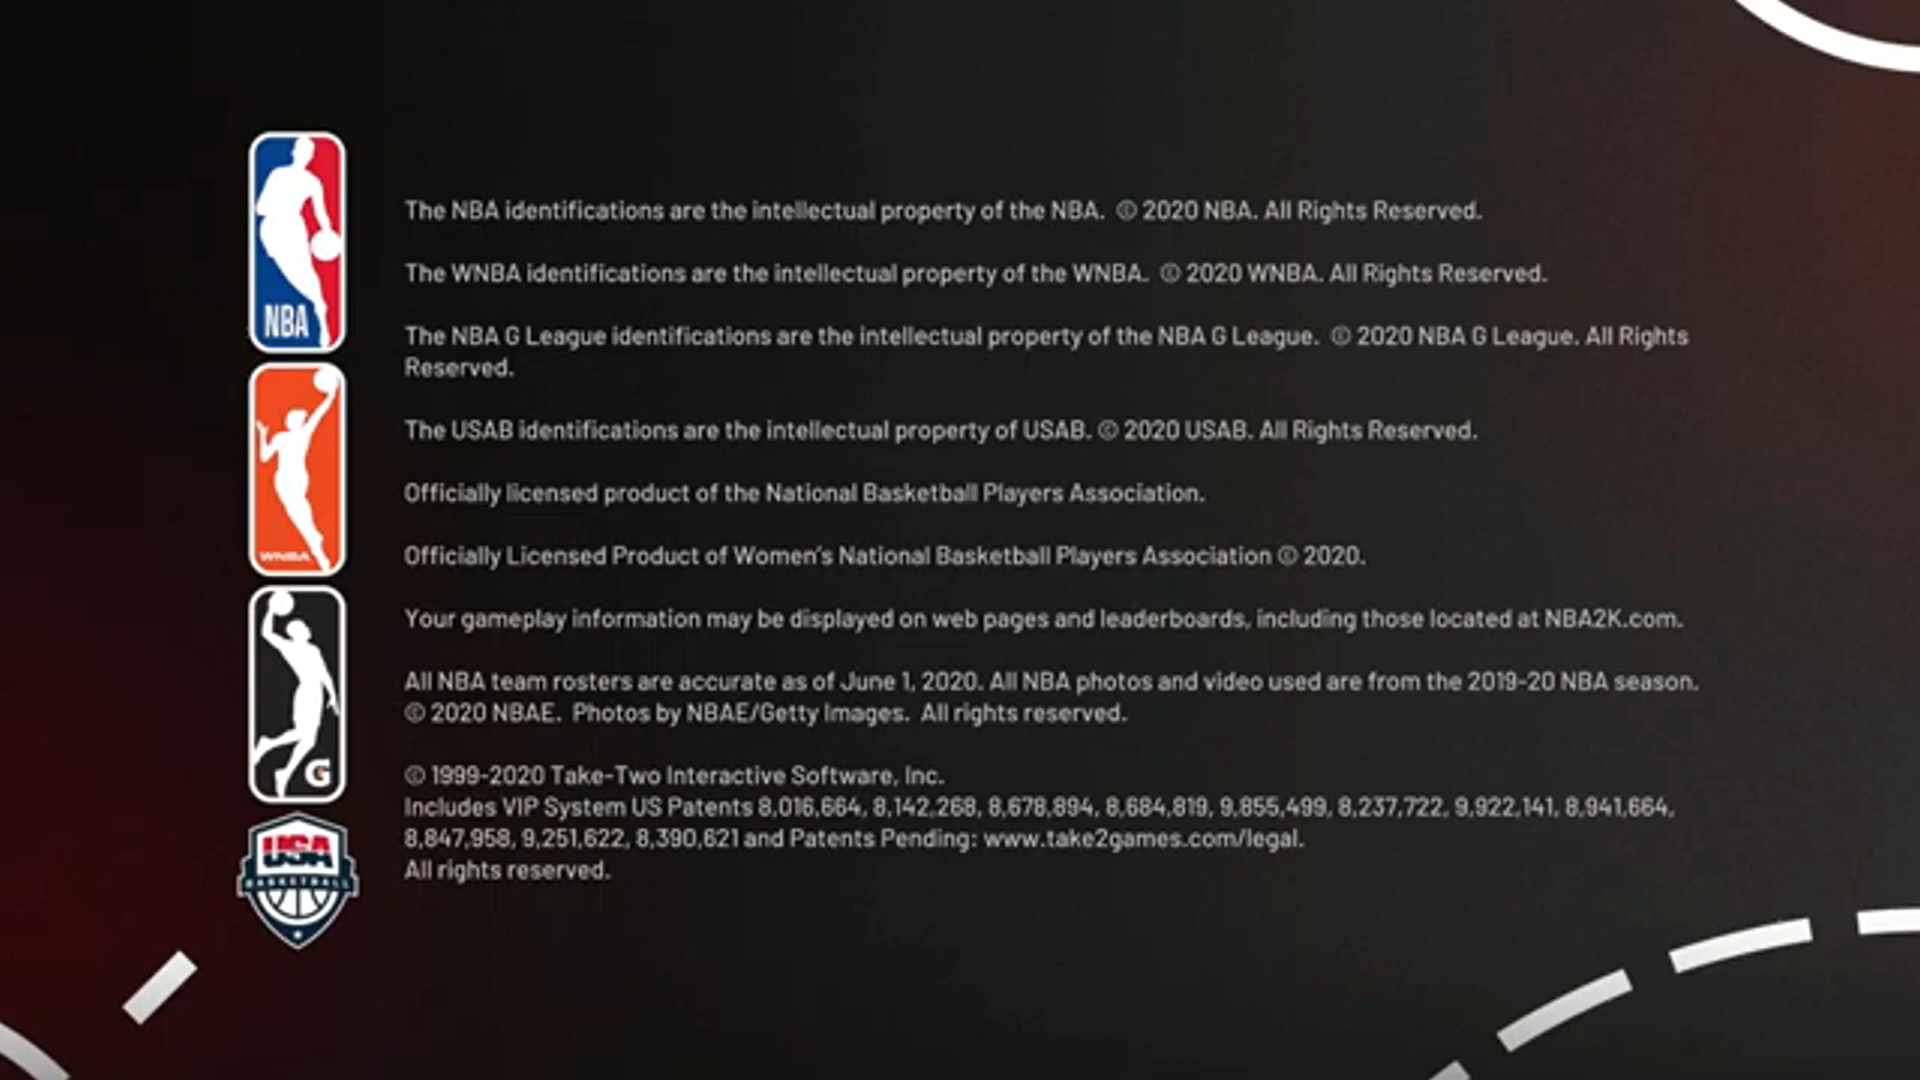 NBA
The NBA identifications are the intellectual property of the NBA. © 2020 NBA. All Rights Reserved.
The WNBA identifications are the intellectual property of the WNBA. © 2020 WNBA. All Rights Reserved.
The NBA G League identifications are the intellectual property of the NBA G League. © 2020 NBA G League. All Rights
Reserved.
WNBA
The USAB identifications are the intellectual property of USAB. © 2020 USAB. All Rights Reserved.
Officially licensed product of the National Basketball Players Association.
Officially Licensed Product of Women's National Basketball Players Association © 2020.
Your gameplay information may be displayed on web pages and leaderboards, including those located at NBA2K.com.
G
All NBA team rosters are accurate as of June 1, 2020. All NBA photos and video used are from the 2019-20 NBA season.
© 2020 NBAE. Photos by NBAE/Getty Images. All rights reserved.
© 1999-2020 Take-Two Interactive Software, Inc.
Includes VIP System US Patents 8,016,664, 8,142,268, 8,678,894, 8,684,819, 9,855,499, 8,237,722, 9,922,141, 8,941,664,
8,847,958, 9,251,622, 8,390,621 and Patents Pending: www.take2games.com/legal.
All rights reserved.
USA
BASKETBALL